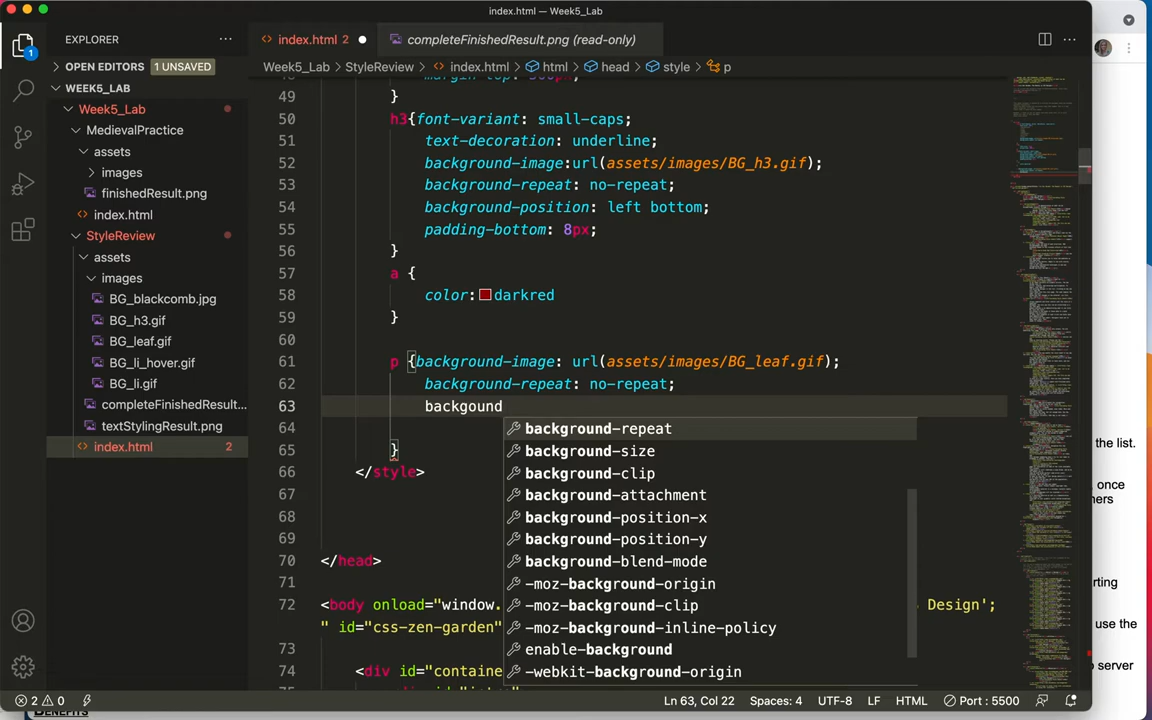 index.html — Week5_Lab
EXPLORER
index.html 2
completeFinishedResult.png (read-only)
OPEN EDITORS 1 UNSAVED
Week5_Lab StyleReview index.html html head style p
WEEK5_LAB
Week5_Lab
MedievalPractice
assets
images
finishedResult.png
index.html
StyleReview
assets
images
BG_blackcomb.jpg
BG_h3.gif
BG_leaf.gif
BG_li_hover.gif
BG_li.gif
completeFinishedResult...
textStylingResult.png
index.html 2
49 }
50 h3{font-variant: small-caps;
51 text-decoration: underline;
52 background-image:url(assets/images/BG_h3.gif);
53 background-repeat: no-repeat;
54 background-position: left bottom;
55 padding-bottom: 8px;
56 }
57 a {
58 color: darkred
59 }
60
61 p {background-image: url(assets/images/BG_leaf.gif);
62 background-repeat: no-repeat;
63 backgound
64
65 }
66 </style>
67
68
69
70 </head>
71
72 <body onload="window. s Design';
" id="css-zen-garden"
73
74 <div id="containe
background-repeat
background-size
background-clip
background-attachment
background-position-x
background-position-y
background-blend-mode
-moz-background-origin
-moz-background-clip
-moz-background-inline-policy
enable-background
-webkit-background-origin
the list.
once
rting
use the
server
2 0 Ln 63, Col 22 Spaces: 4 UTF-8 LF HTML Port : 5500